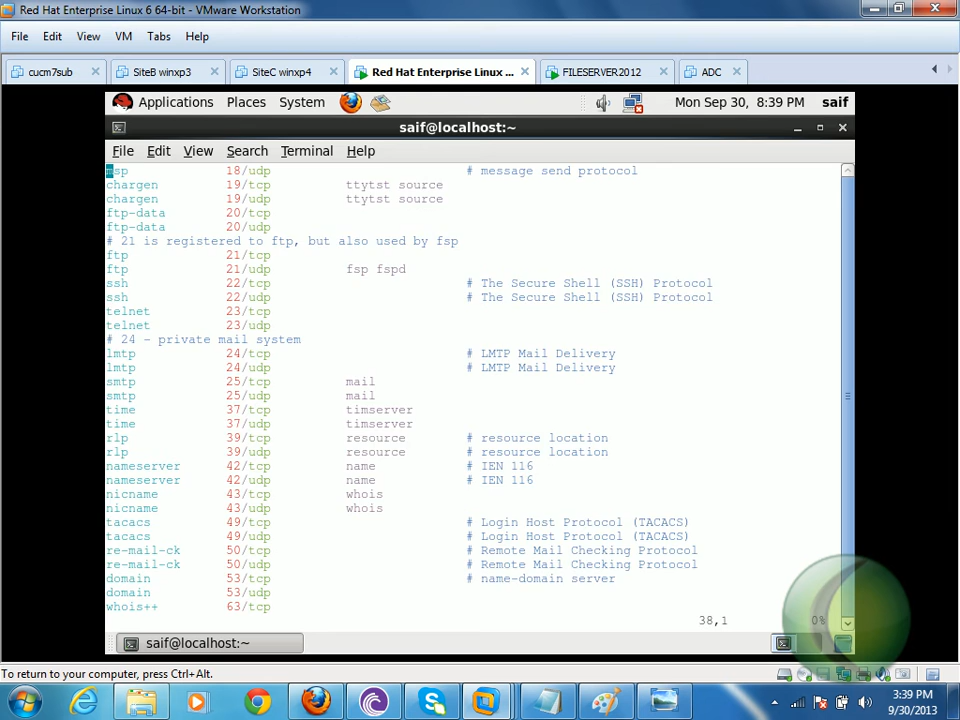 Red Hat Enterprise Linux 6 64-bit - VMware Workstation
File Edit View VM Tabs Help
cucm7sub SiteB winxp3 SiteC winxp4 Red Hat Enterprise Linux ... FILESERVER2012 ADC
Applications Places System Mon Sep 30, 8:39 PM saif
saif@localhost:~
File Edit View Search Terminal Help
msp 18/udp # message send protocol
chargen 19/tcp ttytst source
chargen 19/udp ttytst source
ftp-data 20/tcp
ftp-data 20/udp
# 21 is registered to ftp, but also used by fsp
ftp 21/tcp
ftp 21/udp fsp fspd
ssh 22/tcp # The Secure Shell (SSH) Protocol
ssh 22/udp # The Secure Shell (SSH) Protocol
telnet 23/tcp
telnet 23/udp
# 24 - private mail system
lmtp 24/tcp # LMTP Mail Delivery
lmtp 24/udp # LMTP Mail Delivery
smtp 25/tcp mail
smtp 25/udp mail
time 37/tcp timserver
time 37/udp timserver
rlp 39/tcp resource # resource location
rlp 39/udp resource # resource location
nameserver 42/tcp name # IEN 116
nameserver 42/udp name # IEN 116
nicname 43/tcp whois
nicname 43/udp whois
tacacs 49/tcp # Login Host Protocol (TACACS)
tacacs 49/udp # Login Host Protocol (TACACS)
re-mail-ck 50/tcp # Remote Mail Checking Protocol
re-mail-ck 50/udp # Remote Mail Checking Protocol
domain 53/tcp # name-domain server
domain 53/udp
whois++ 63/tcp
38,1 0%
saif@localhost:~
To return to your computer, press Ctrl+Alt.
3:39 PM
9/30/2013